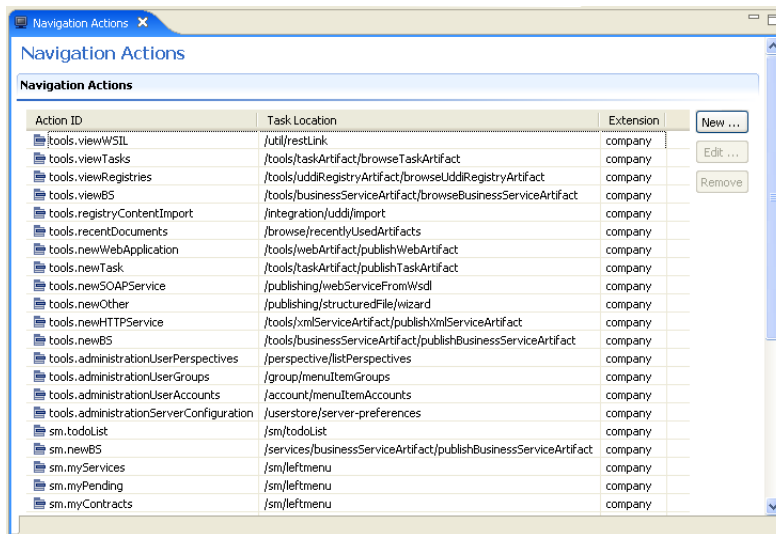 Navigation Actions
Navigation Actions
Navigation Actions
Action ID Task Location Extension
New ...
tools.viewWSIL /util/restLink company
Edit ...
tools.viewTasks /tools/taskArtifact/browseTaskArtifact company
tools.viewRegistries /tools/uddiRegistryArtifact/browseUddiRegistryArtifact company
Remove
tools.viewBS /tools/businessServiceArtifact/browseBusinessServiceArtifact company
tools.registryContentImport /integration/uddi/import company
tools.recentDocuments /browse/recentlyUsedArtifacts company
tools.newWebApplication /tools/webArtifact/publishWebArtifact company
tools.newTask /tools/taskArtifact/publishTaskArtifact company
tools.newSOAPService /publishing/webServiceFromWsdl company
tools.newOther /publishing/structuredFile/wizard company
tools.newHTTPService /tools/xmlServiceArtifact/publishXmlServiceArtifact company
tools.newBS /tools/businessServiceArtifact/publishBusinessServiceArtifact company
tools.administrationUserPerspectives /perspective/listPerspectives company
tools.administrationUserGroups /group/menuItemGroups company
tools.administrationUserAccounts /account/menuItemAccounts company
tools.administrationServerConfiguration /userstore/server-preferences company
sm.todoList /sm/todoList company
sm.newBS /services/businessServiceArtifact/publishBusinessServiceArtifact company
sm.myServices /sm/leftmenu company
sm.myPending /sm/leftmenu company
sm.myContracts /sm/leftmenu company